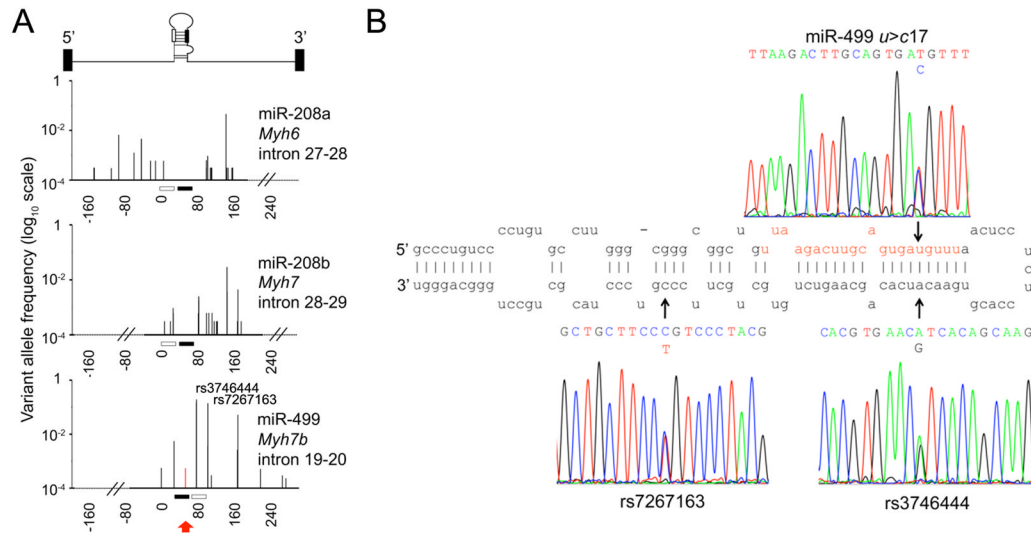 A
5’ 3’
Variant allele frequency (log10 scale)
1
10-2
10-4
miR-208a
Myh6
intron 27-28
-160 -80 0 80 160 240
1
10-2
10-4
miR-208b
Myh7
intron 28-29
-160 -80 0 80 160 240
1
10-2
10-4
rs3746444
rs7267163
miR-499
Myh7b
intron 19-20
-160 -80 0 80 160 240
B
miR-499 u>c17
TTAAGACTTGCAGTGATGTTT
C
ccugu cuu – c u ua a acucc
5’ gcccugucc gc ggg cggg ggc gu u agacuugc gugauguuua u
c
3’ ugggacggg cg ccc gccc ucg cg ucugaacg cacuacaagu c
uccgu cau u u u u ug a gcacc
GCTGCTTCCCGTCCCTACG
T
rs7267163
CACGTGAACATCACAGCAAG
G
rs3746444